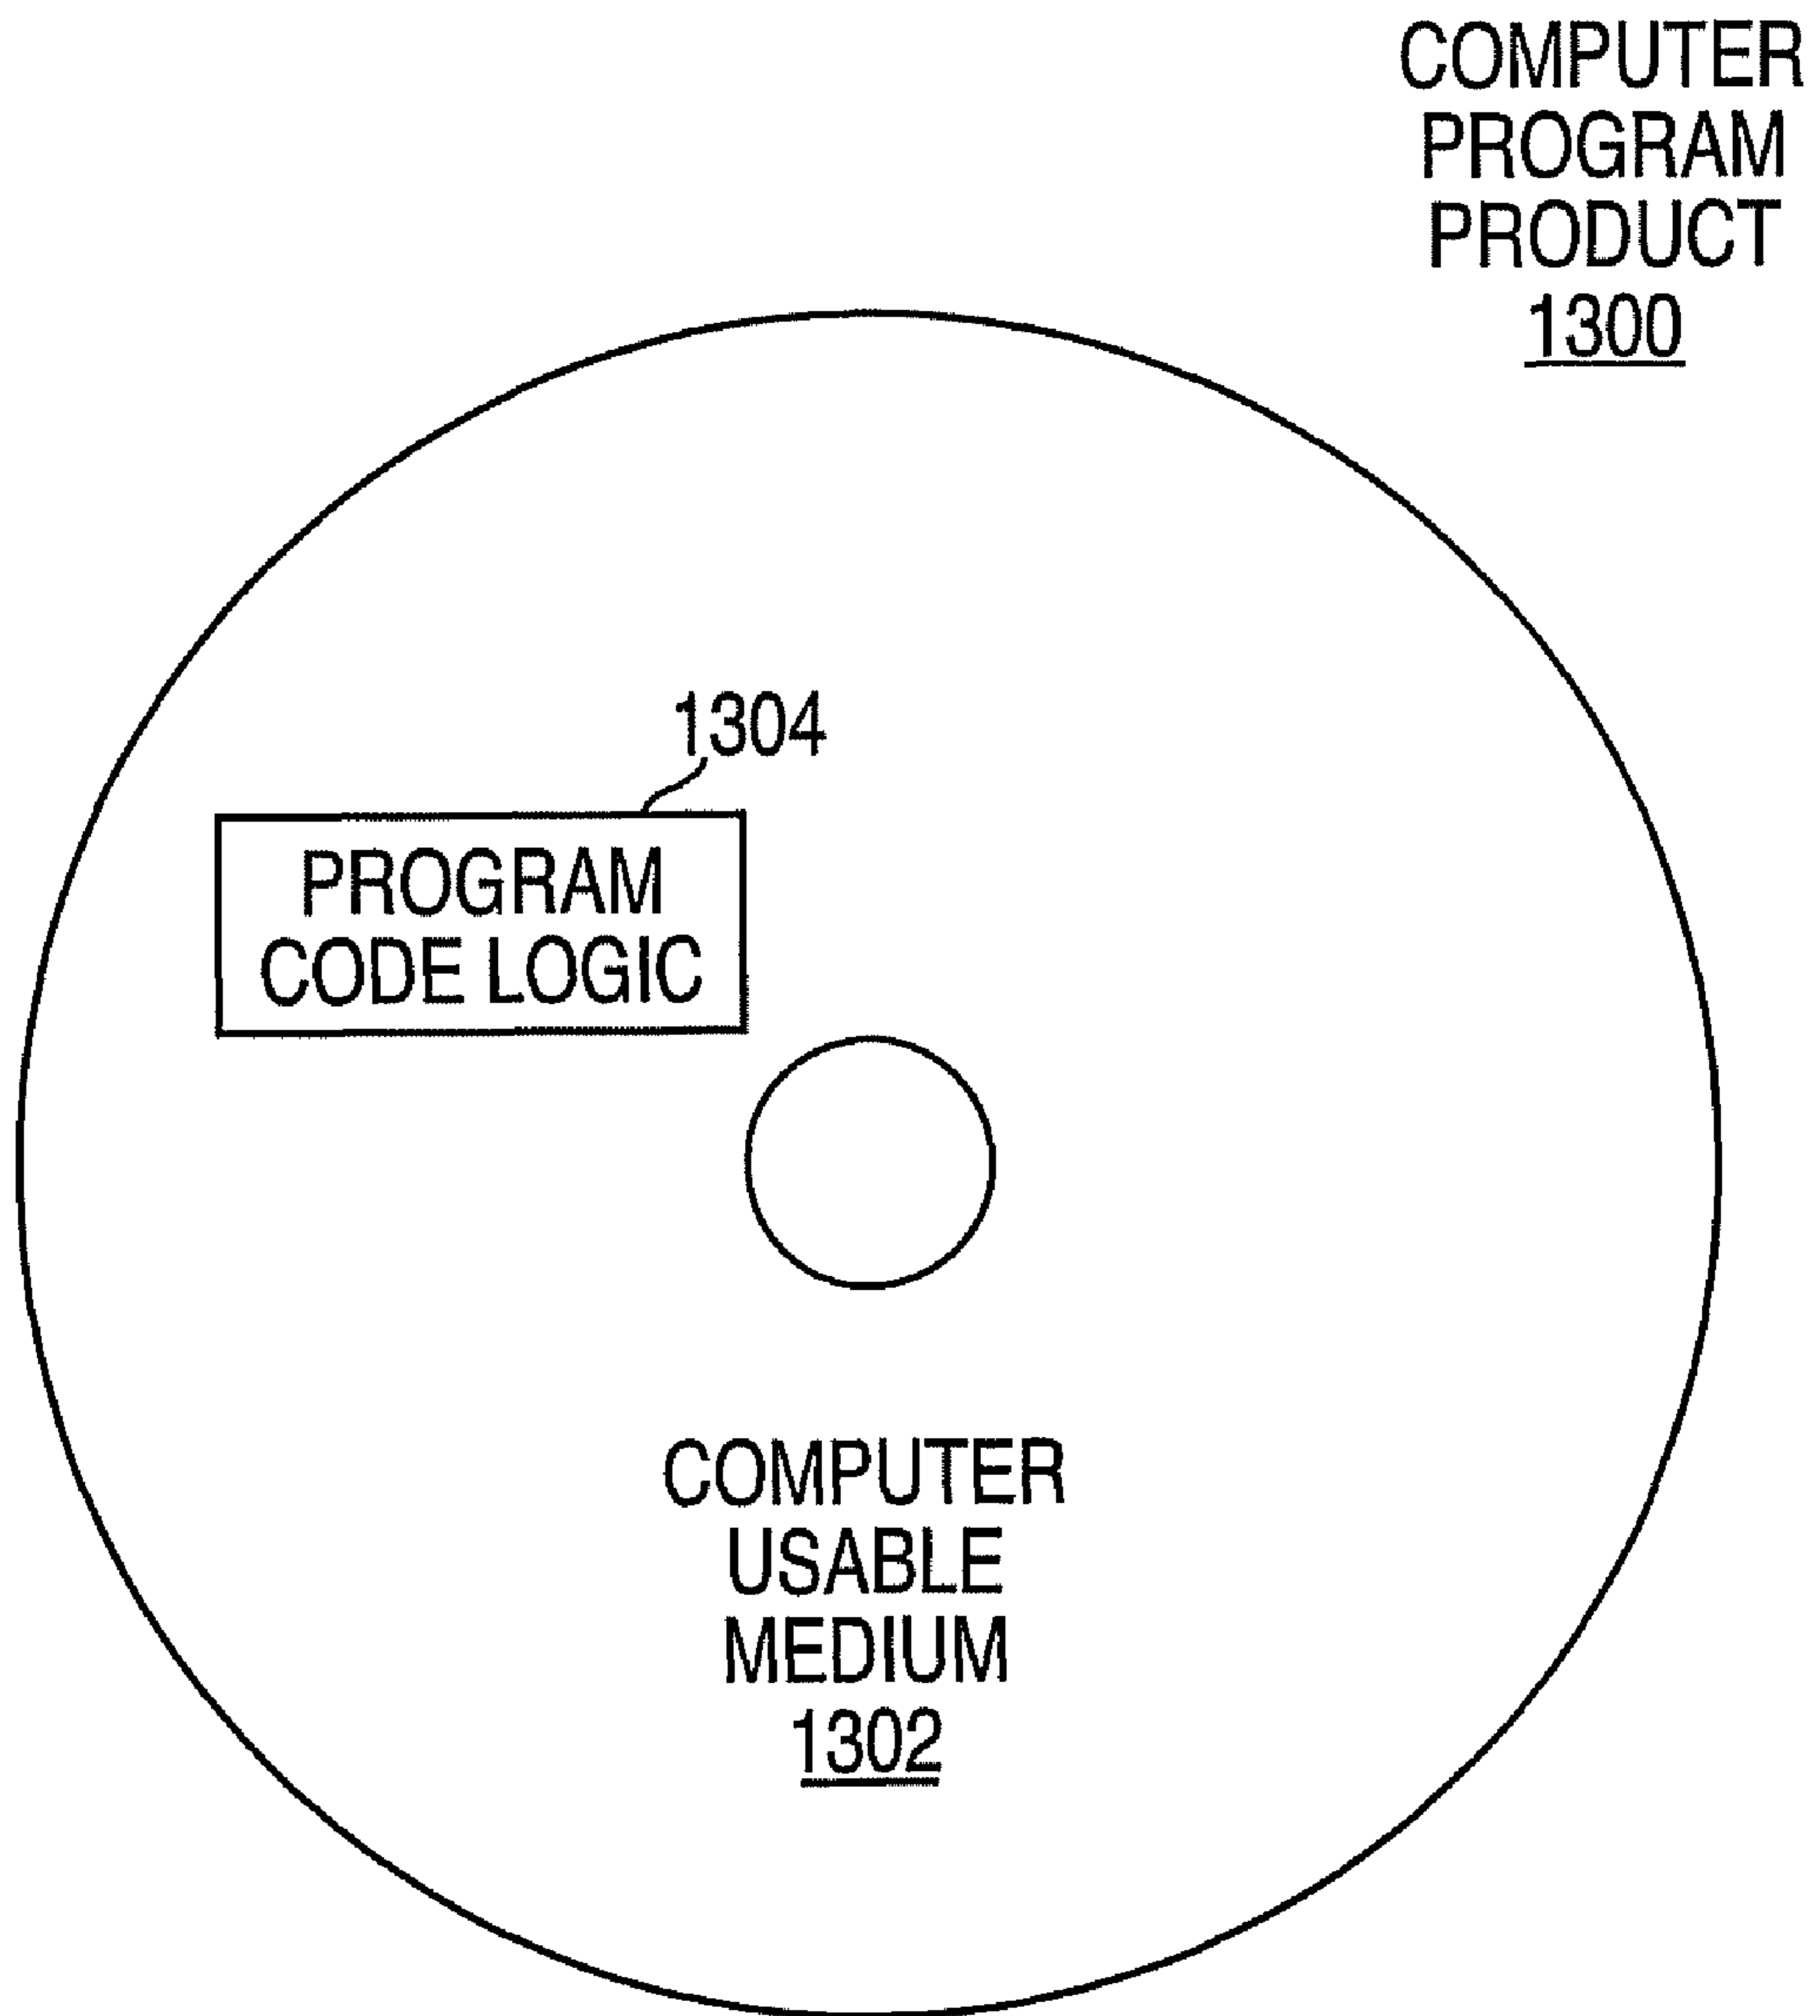 COMPUTER
PROGRAM
PRODUCT
1300
1304
PROGRAM
CODE LOGIC
COMPUTER
USABLE
MEDIUM
1302